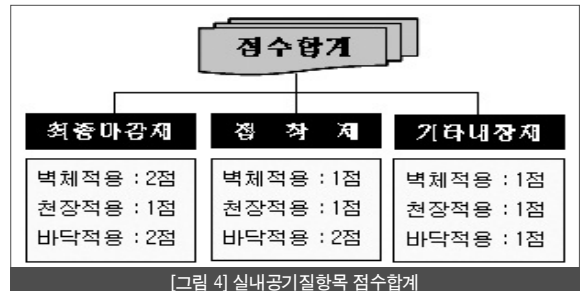 점수합계
최종마감재
접 착 제
기타내장재
벽체적용 : 2점
천장적용 : 1점
바닥적용 : 2점
벽체적용 : 1점
천장적용 : 1점
바닥적용 : 2점
벽체적용 : 1점
천장적용 : 1점
바닥적용 : 1점
[그림 4] 실내공기질항목 점수합계